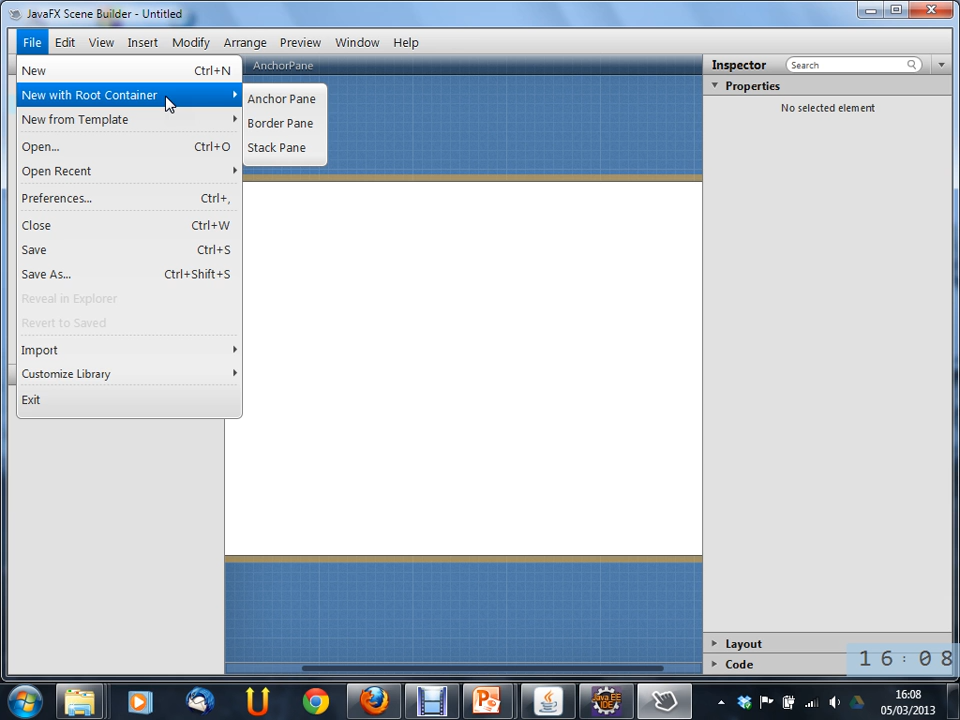 JavaFX Scene Builder - Untitled
File Edit View Insert Modify Arrange Preview Window Help
New Ctrl+N
New with Root Container
New from Template
Open... Ctrl+O
Open Recent
Preferences... Ctrl+,
Close Ctrl+W
Save Ctrl+S
Save As... Ctrl+Shift+S
Reveal in Explorer
Revert to Saved
Import
Customize Library
Exit
Anchor Pane
Border Pane
Stack Pane
AnchorPane
Inspector Search
Properties
No selected element
Layout
Code
16:08
Java EE
IDE
16:08
05/03/2013